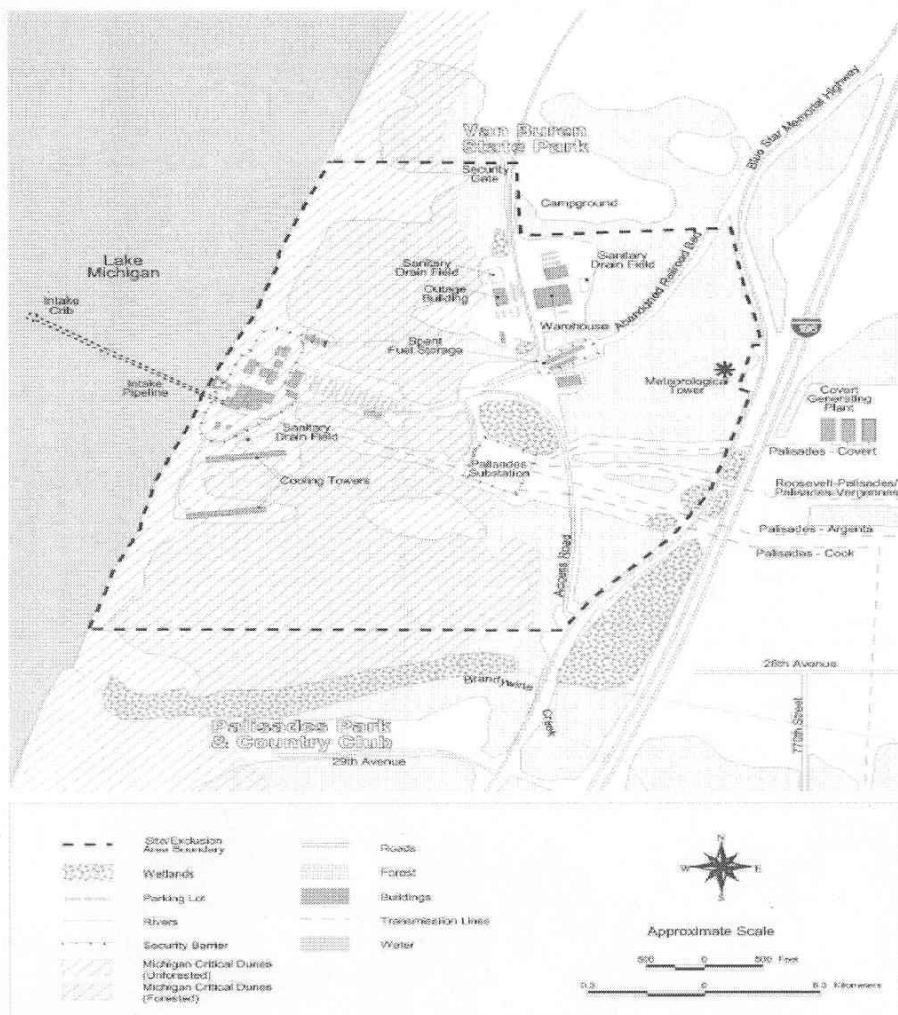 Van Buren
State Park
Security
Gate
Blue Star Memorial Highway
Campground
Lake
Michigan
Sanitary
Drain Field
Sanitary
Drain Field
Outage
Building
Abandoned Railroad Bed
Intake
Crib
Warehouse
Spent
Fuel Storage
Intake
Pipeline
Meteorological
Tower
Covert
Generating
Plant
Sanitary
Drain Field
Palisades - Covert
Palisades
Substation
Cooling Towers
Roosevelt-Palisades/
Palisades-Vergennes
Palisades - Argenta
Palisades - Cook
Access Road
28th Avenue
Brandywine
Creek
Palisades Park
& Country Club
29th Avenue
770th Street
Site/Exclusion
Area Boundary
Wetlands
Parking Lot
Rivers
Security Barrier
Michigan Critical Dunes
(Unforested)
Michigan Critical Dunes
(Forested)
Roads
Forest
Buildings
Transmission Lines
Water
N
W E
S
Approximate Scale
500 0 500 Feet
0 Kilometers